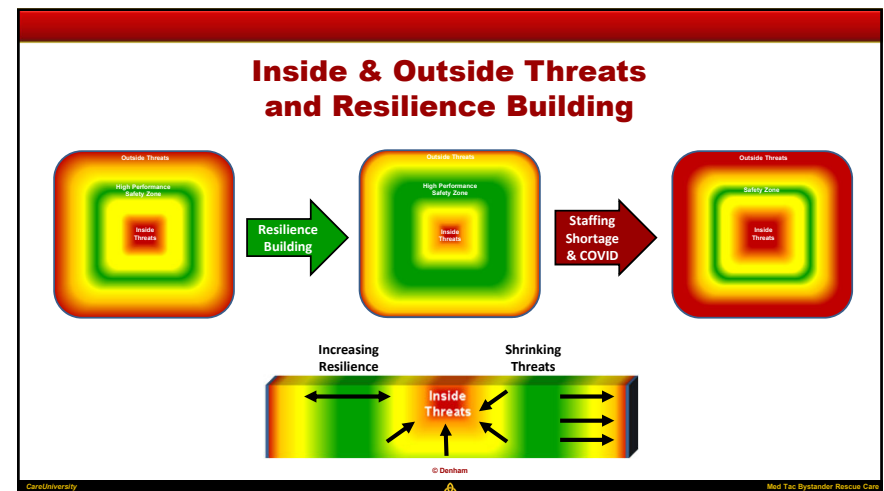 Inside & Outside Threats
and Resilience Building
Outside Threats
High Performance
Safety Zone
Inside
Threats
Resilience
Building
Outside Threats
High Performance
Safety Zone
Inside
Threats
Staffing
Shortage
& COVID
Outside Threats
Safety Zone
Inside
Threats
Increasing
Resilience
Shrinking
Threats
Inside
Threats
© Denham
CareUniversity
Med Tac Bystander Rescue Care